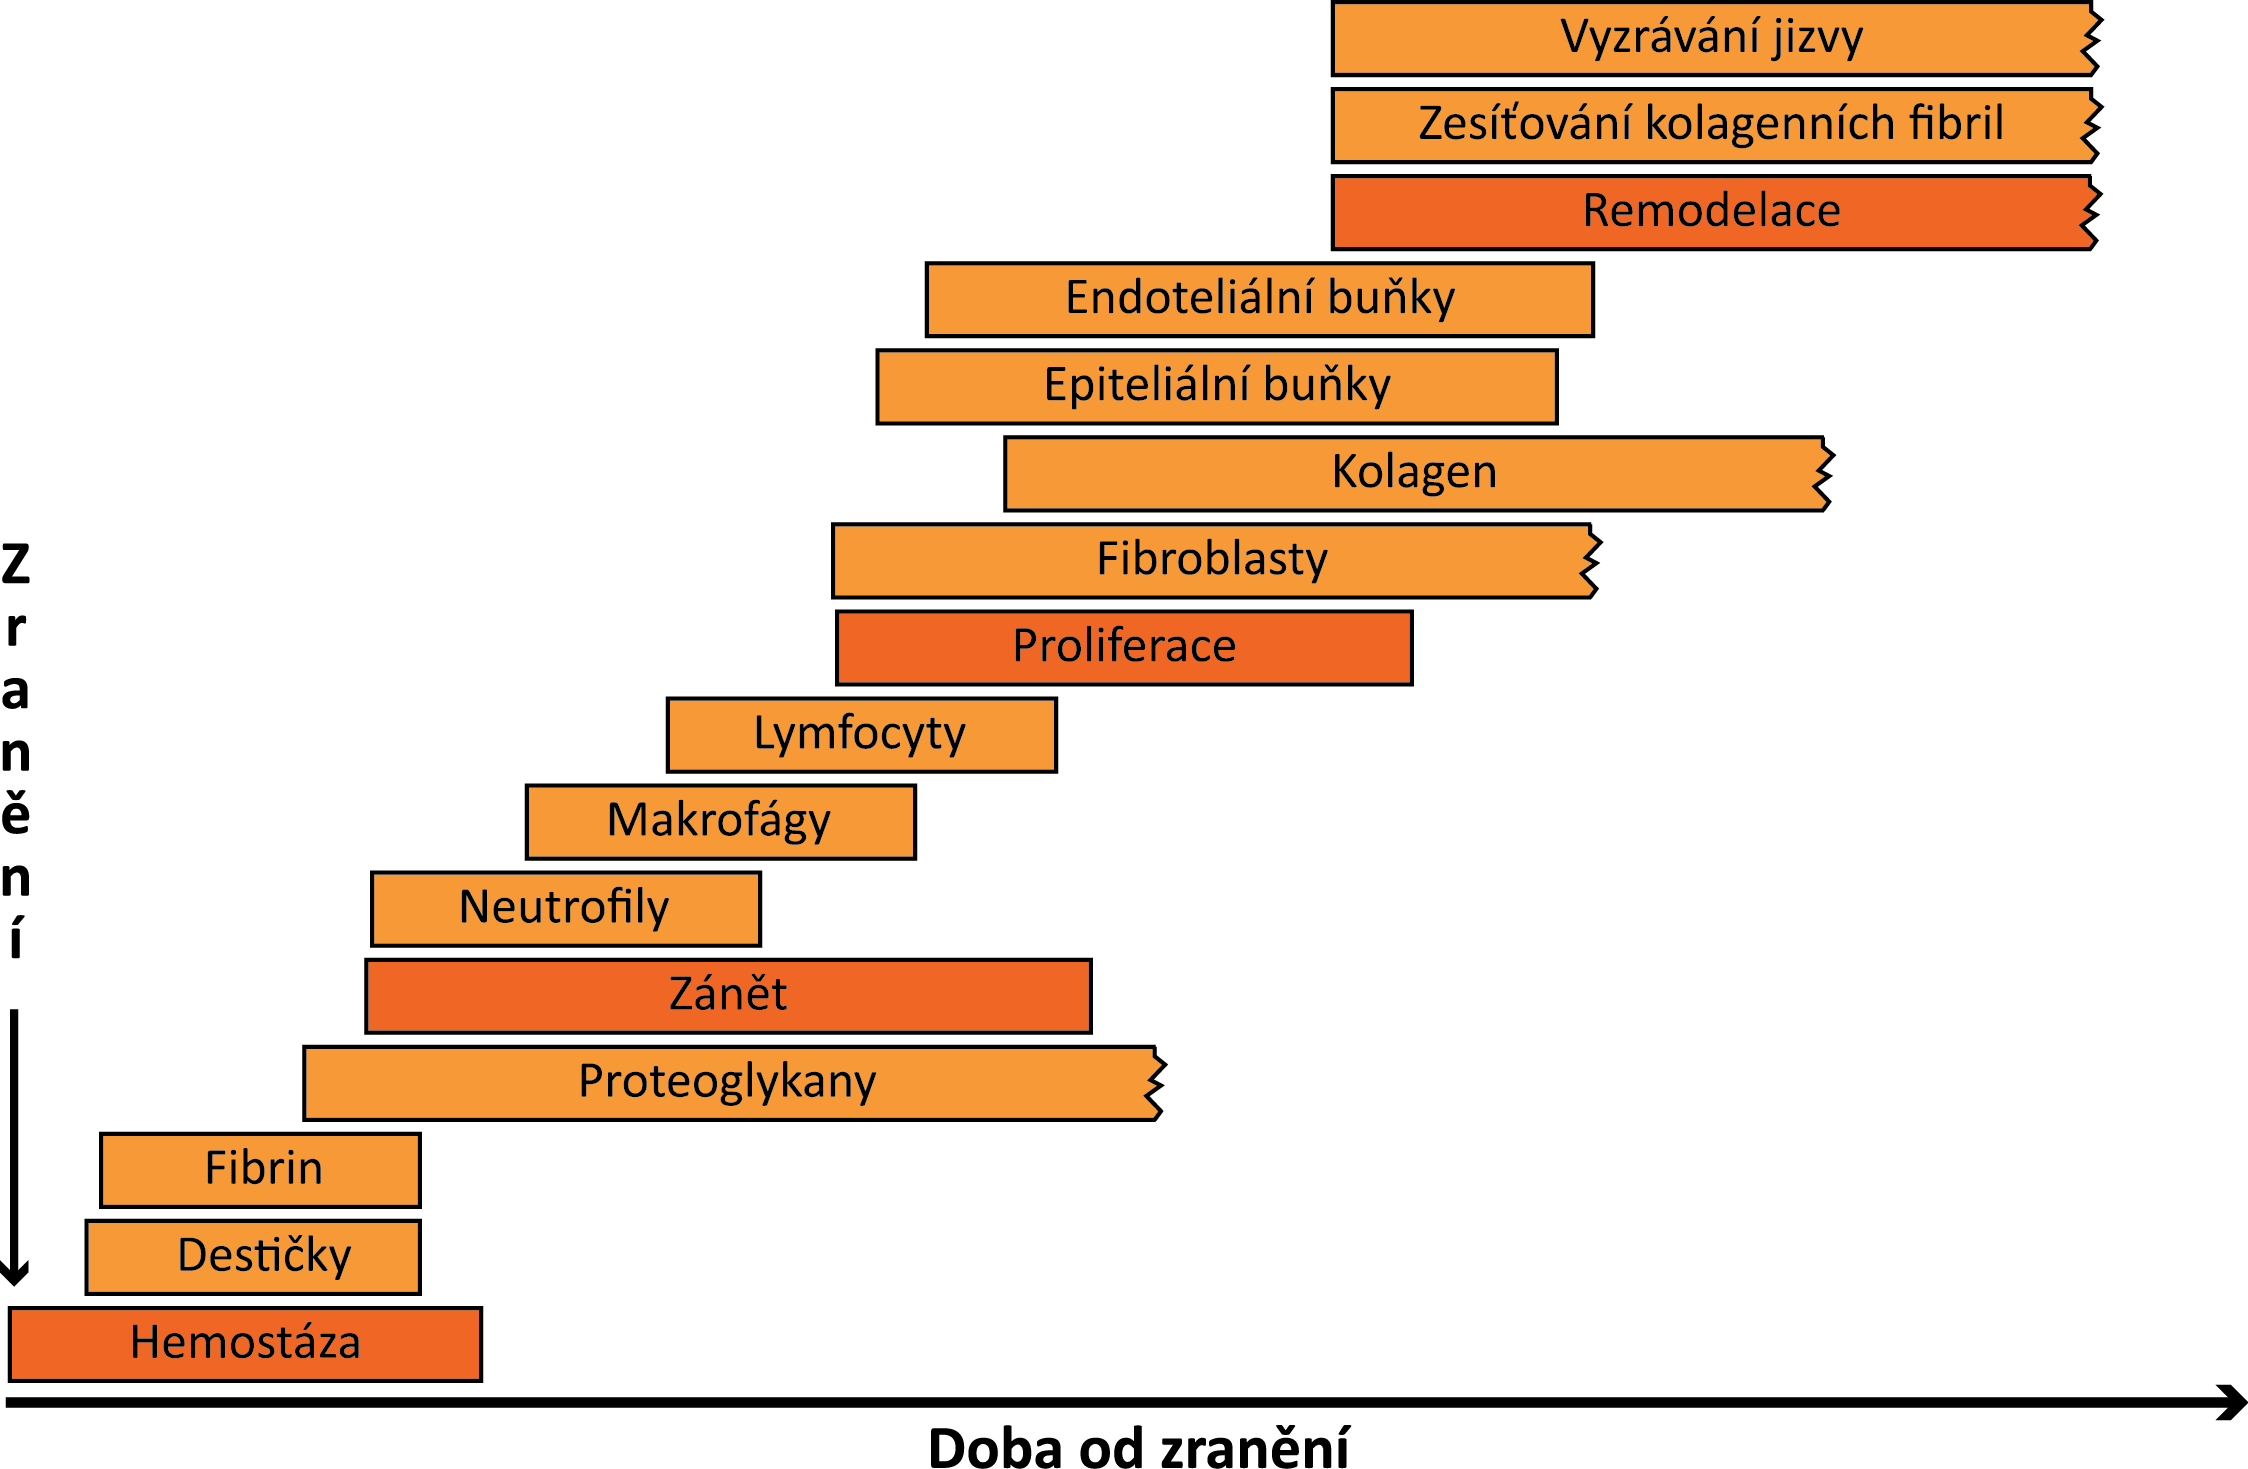 Vyzrávání jizvy
Zesíťování kolagenních fibril
Remodelace
Endoteliální buňky
Epiteliální buňky
Kolagen
Fibroblasty
Proliferace
Lymfocyty
Makrofágy
Neutrofily
Zánět
Proteoglykany
Fibrin
Destičky
Hemostáza
Zranění
Doba od zranění